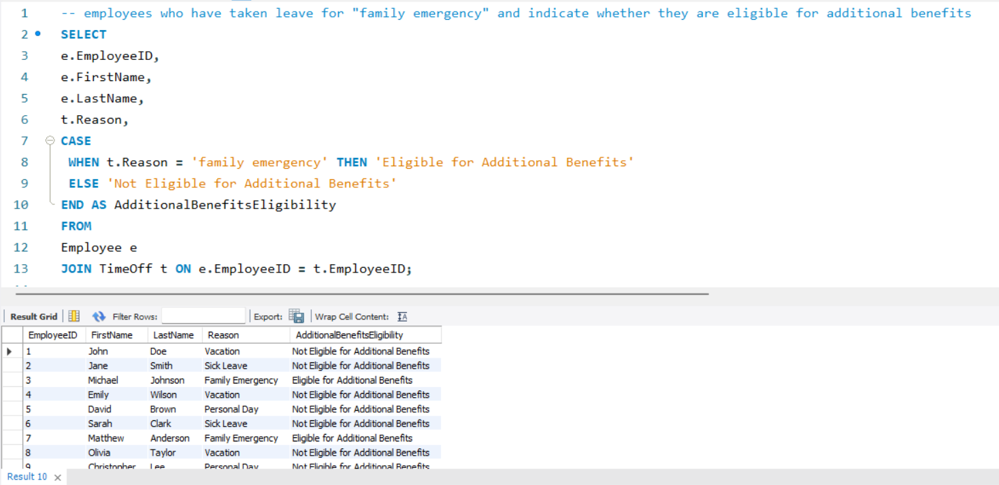 1 -- employees who have taken leave for "family emergency" and indicate whether they are eligible for additional benefits
2 SELECT
3 e.EmployeeID,
4 e.FirstName,
5 e.LastName,
6 t.Reason,
7 CASE
8 WHEN t.Reason = 'family emergency' THEN 'Eligible for Additional Benefits'
9 ELSE 'Not Eligible for Additional Benefits'
10 END AS AdditionalBenefitsEligibility
11 FROM
12 Employee e
13 JOIN TimeOff t ON e.EmployeeID = t.EmployeeID;
Result Grid Filter Rows: Export: Wrap Cell Content: IA
EmployeeID FirstName LastName Reason AdditionalBenefitsEligibility
1 John Doe Vacation Not Eligible for Additional Benefits
2 Jane Smith Sick Leave Not Eligible for Additional Benefits
3 Michael Johnson Family Emergency Eligible for Additional Benefits
4 Emily Wilson Vacation Not Eligible for Additional Benefits
5 David Brown Personal Day Not Eligible for Additional Benefits
6 Sarah Clark Sick Leave Not Eligible for Additional Benefits
7 Matthew Anderson Family Emergency Eligible for Additional Benefits
8 Olivia Taylor Vacation Not Eligible for Additional Benefits
9 Christopher Lee Personal Day Not Eligible for Additional Benefits
Result 10